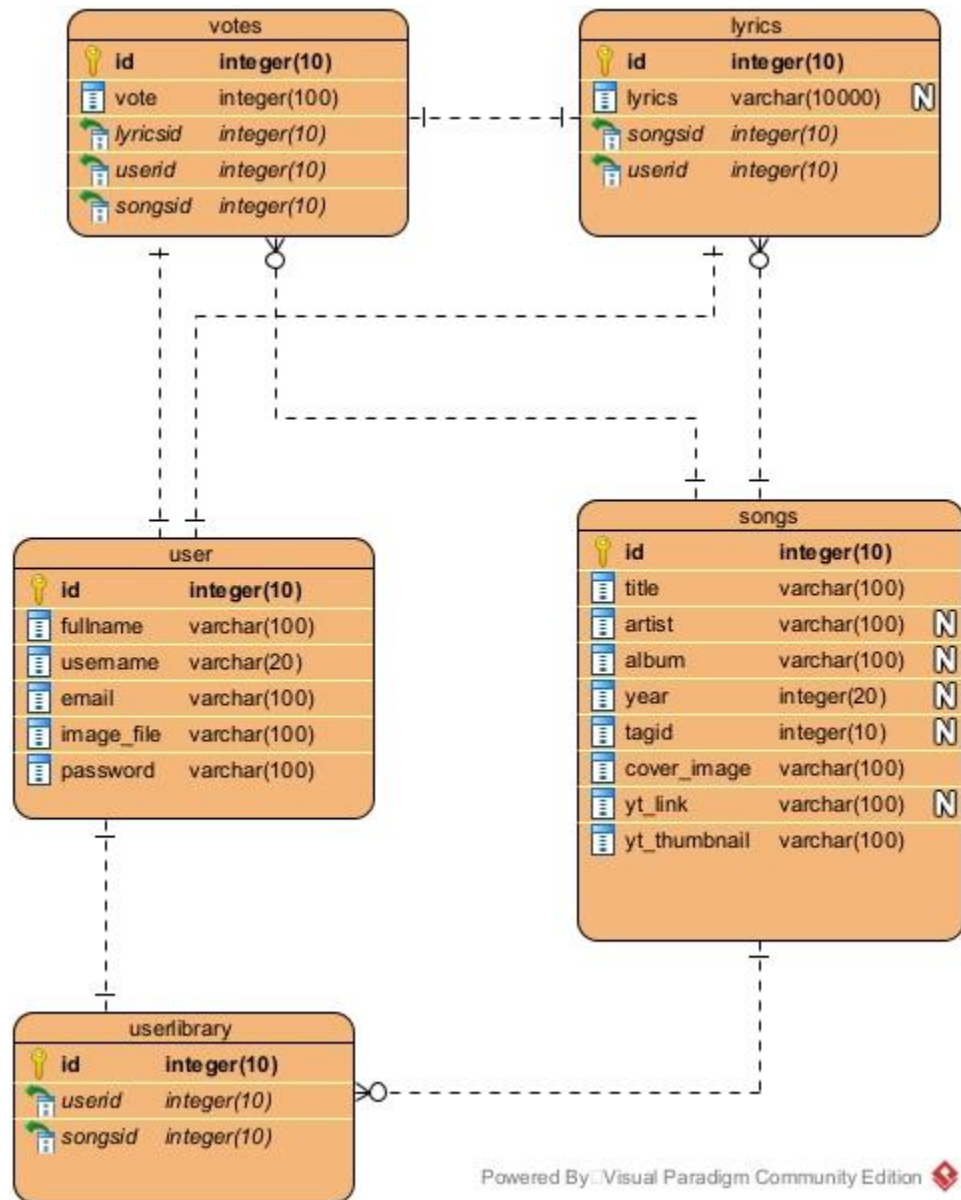 votes
id integer(10)
vote integer(100)
lyricsid integer(10)
userid integer(10)
songsid integer(10)
lyrics
id integer(10)
lyrics varchar(10000) N
songsid integer(10)
userid integer(10)
user
id integer(10)
fullname varchar(100)
username varchar(20)
email varchar(100)
image_file varchar(100)
password varchar(100)
songs
id integer(10)
title varchar(100)
artist varchar(100) N
album varchar(100) N
year integer(20) N
tagid integer(10) N
cover_image varchar(100)
yt_link varchar(100) N
yt_thumbnail varchar(100)
userlibrary
id integer(10)
userid integer(10)
songsid integer(10)
Powered By Visual Paradigm Community Edition